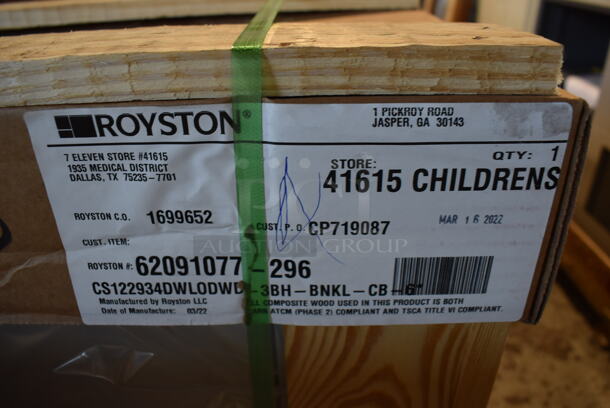 ROYSTON®
1 PICKROY ROAD
JASPER, GA 30143
7 ELEVEN STORE #41615
1935 MEDICAL DISTRICT
DALLAS, TX 75235-7701
STORE:
QTY: 1
41615 CHILDRENS
ROYSTON C.O. 1699652
CUST. P.O. CP719087
MAR 16 2022
CUST. ITEM:
AUCTION GROUP
ROYSTON #: 62091077-296
CS122934DWLODWD -3BH-BNKL-CB-6"
Manufactured by Royston LLC
Date of Manufacture: 03/22
COMPOSITE WOOD USED IN THIS PRODUCT IS BOTH
ATCM (PHASE 2) COMPLIANT AND TSCA TITLE VI COMPLIANT.